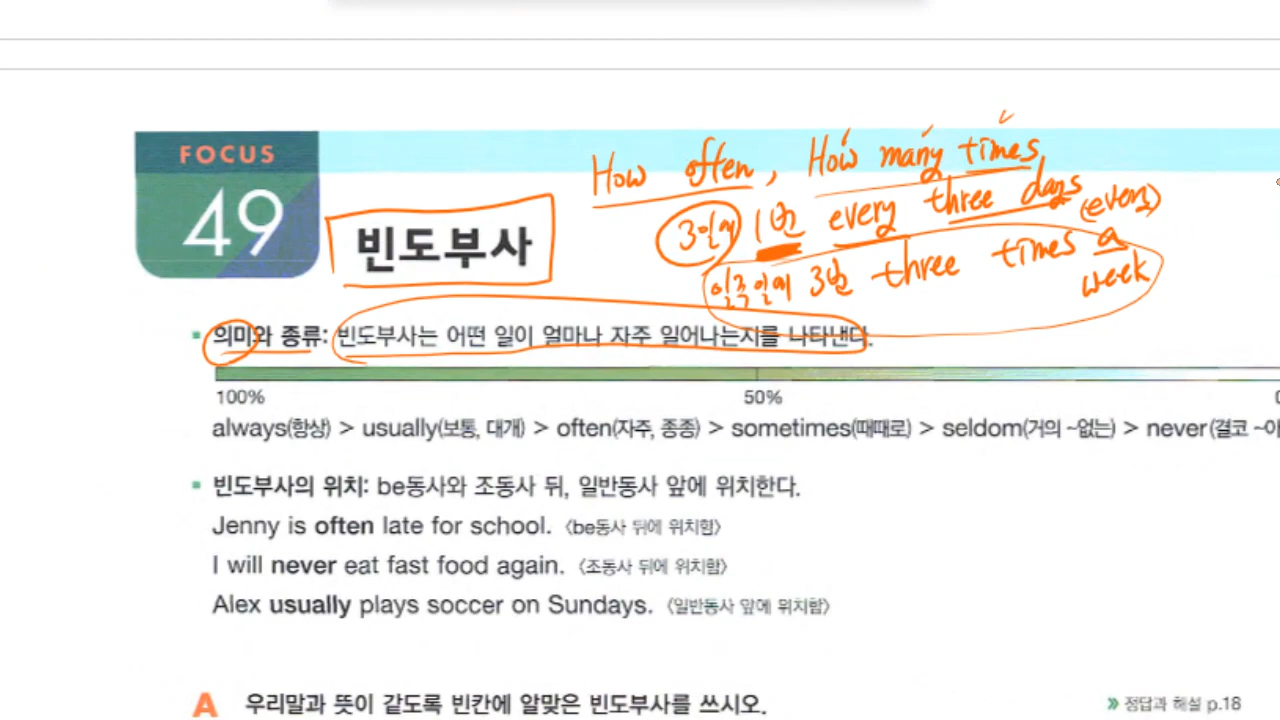 FOCUS
49
빈도부사
How often, How many times
3일에 1번 every three days
(every)
일주일에 3번 three times a week
의미와 종류: 빈도부사는 어떤 일이 얼마나 자주 일어나는지를 나타낸다.
100% 50% 0
always(항상) > usually(보통, 대개) > often(자주, 종종) > sometimes(때때로) > seldom(거의 ~없는) > never(결코 ~아
빈도부사의 위치: be동사와 조동사 뒤, 일반동사 앞에 위치한다.
Jenny is often late for school. 〈be동사 뒤에 위치함〉
I will never eat fast food again. 〈조동사 뒤에 위치함〉
Alex usually plays soccer on Sundays. 〈일반동사 앞에 위치함〉
A 우리말과 뜻이 같도록 빈칸에 알맞은 빈도부사를 쓰시오.
» 정답과 해설 p.18